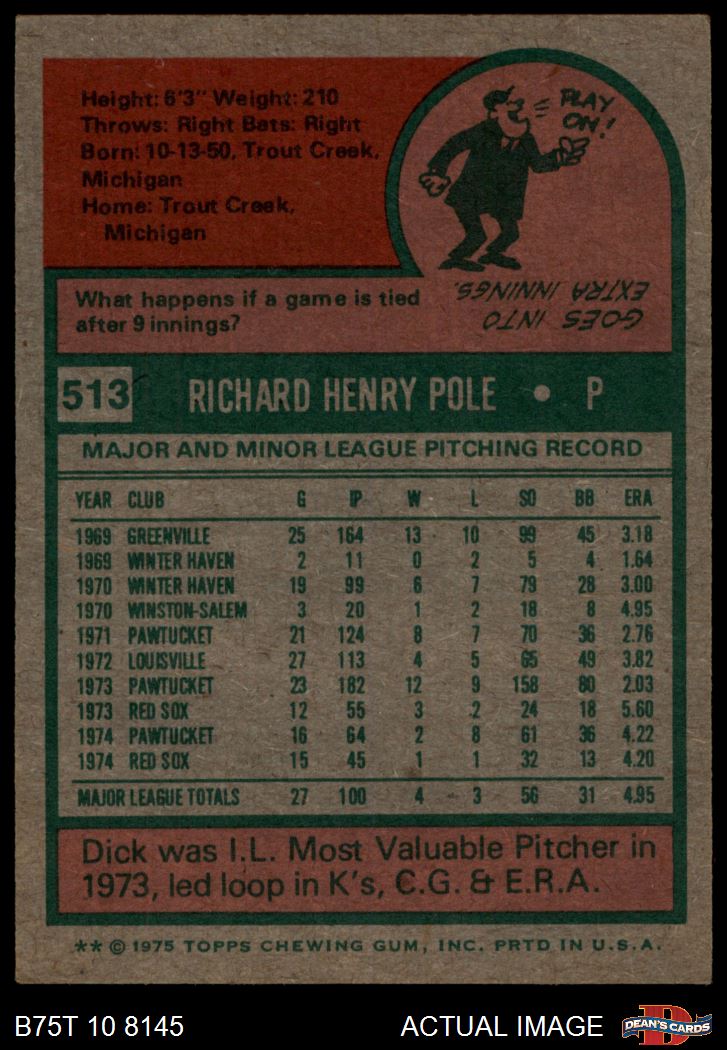 Height: 6'3" Weight: 210
Throws: Right Bats: Right
Born: 10-13-50, Trout Creek,
Michigan
Home: Trout Creek,
Michigan
PLAY
ON!
What happens if a game is tied
after 9 innings?
GOES INTO
EXTRA INNINGS.
513 RICHARD HENRY POLE • P
MAJOR AND MINOR LEAGUE PITCHING RECORD
YEAR CLUB G IP W L SO BB ERA
1969 GREENVILLE 25 164 13 10 99 45 3.18
1969 WINTER HAVEN 2 11 0 2 5 4 1.64
1970 WINTER HAVEN 19 99 6 7 79 28 3.00
1970 WINSTON-SALEM 3 20 1 2 18 8 4.95
1971 PAWTUCKET 21 124 8 7 70 36 2.76
1972 LOUISVILLE 27 113 4 5 65 49 3.82
1973 PAWTUCKET 23 182 12 9 158 80 2.03
1973 RED SOX 12 55 3 2 24 18 5.60
1974 PAWTUCKET 16 64 2 8 61 36 4.22
1974 RED SOX 15 45 1 1 32 13 4.20
MAJOR LEAGUE TOTALS 27 100 4 3 56 31 4.95
Dick was I.L. Most Valuable Pitcher in
1973, led loop in K's, C.G. & E.R.A.
** © 1975 TOPPS CHEWING GUM, INC. PRTD IN U.S.A.
B75T 10 8145 ACTUAL IMAGE
D
DEAN'S CARDS